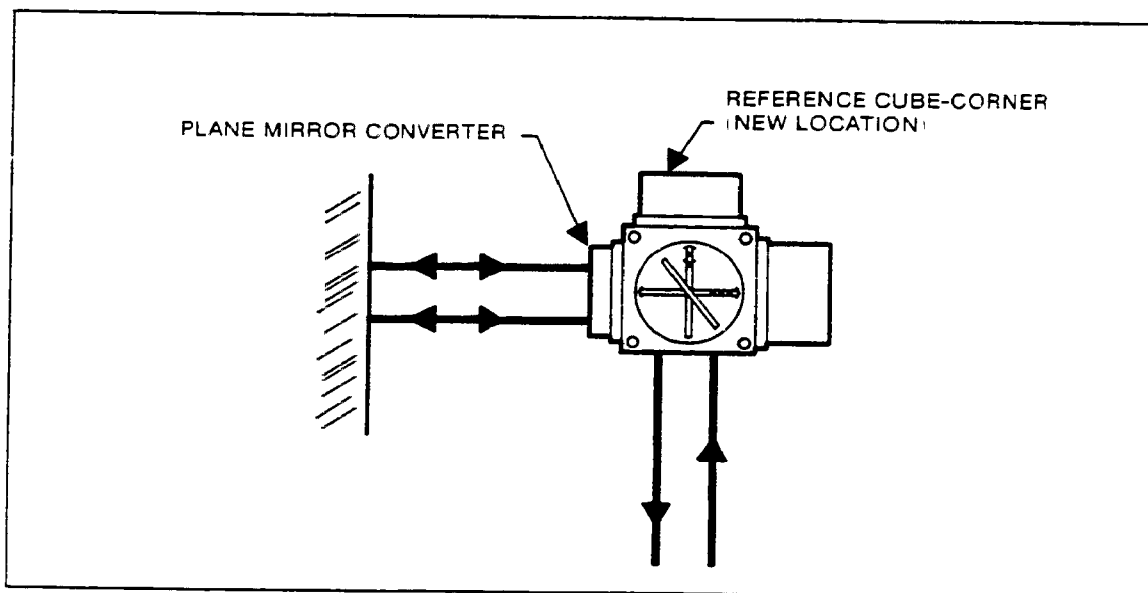 PLANE MIRROR CONVERTER
REFERENCE CUBE-CORNER
(NEW LOCATION)